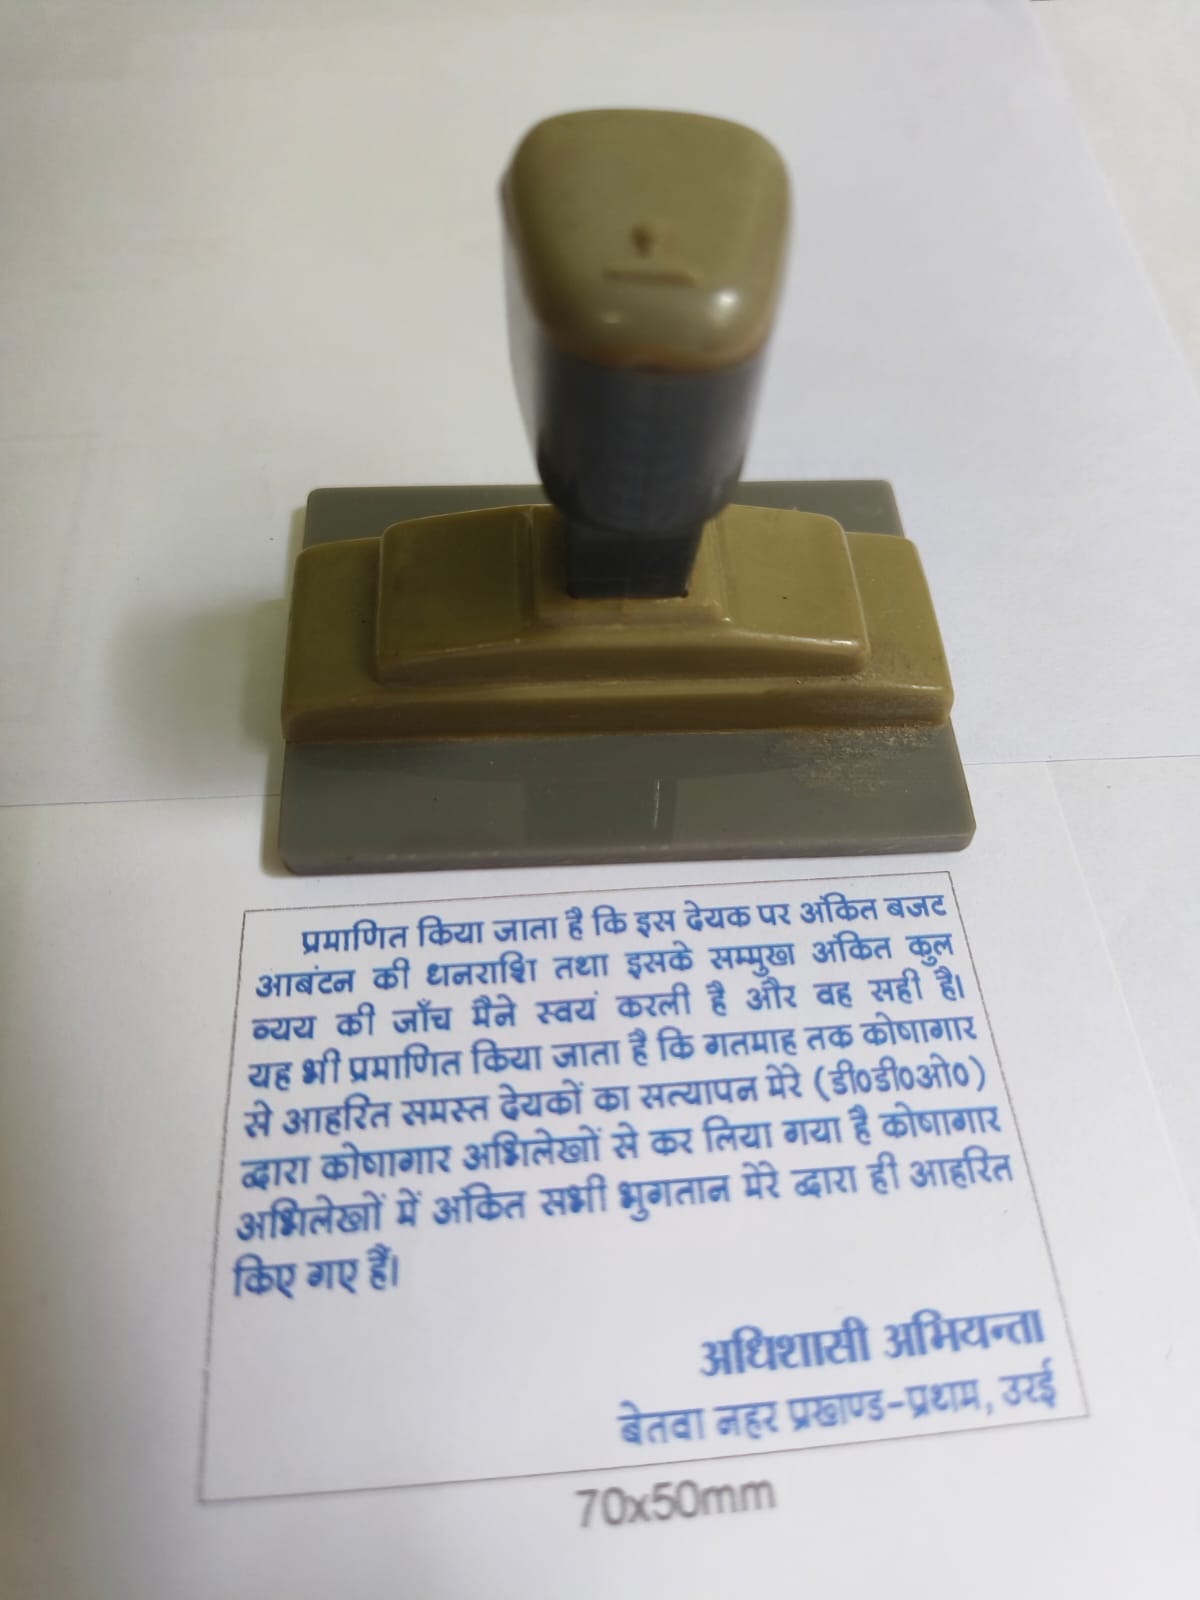 प्रमाणित किया जाता है कि इस देयक पर अंकित बजट
आबंटन की धनराशि तथा इसके सम्मुख अंकित कुल
व्यय की जाँच मैने स्वयं करली है और वह सही है।
यह भी प्रमाणित किया जाता है कि गतमाह तक कोषागार
से आहरित समस्त देयकों का सत्यापन मेरे (डी०डी०ओ०)
द्वारा कोषागार अभिलेखों से कर लिया गया है कोषागार
अभिलेखों में अंकित सभी भुगतान मेरे द्वारा ही आहरित
किए गए हैं।
अधिशासी अभियन्ता
बेतवा नहर प्रखाण्ड-प्रथम, उरई
70x50mm